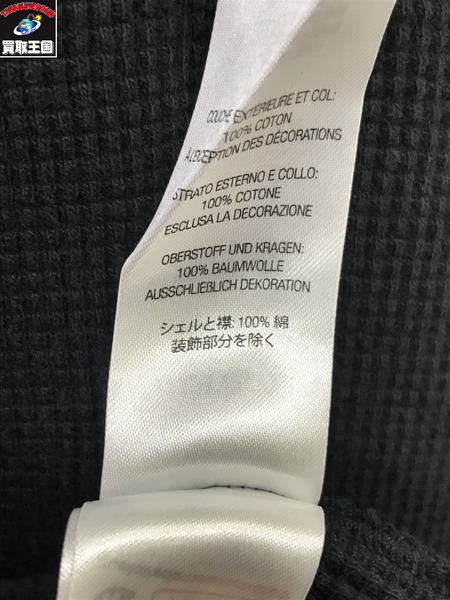 買取王国
COUCHE EXTERIEURE ET COL:
100% COTON
A L'EXCEPTION DES DÉCORATIONS
STRATO ESTERNO E COLLO:
100% COTONE
ESCLUSA LA DECORAZIONE
OBERSTOFF UND KRAGEN:
100% BAUMWOLLE
AUSSCHLIEßLICH DEKORATION
シェルと襟: 100% 綿
装飾部分を除く